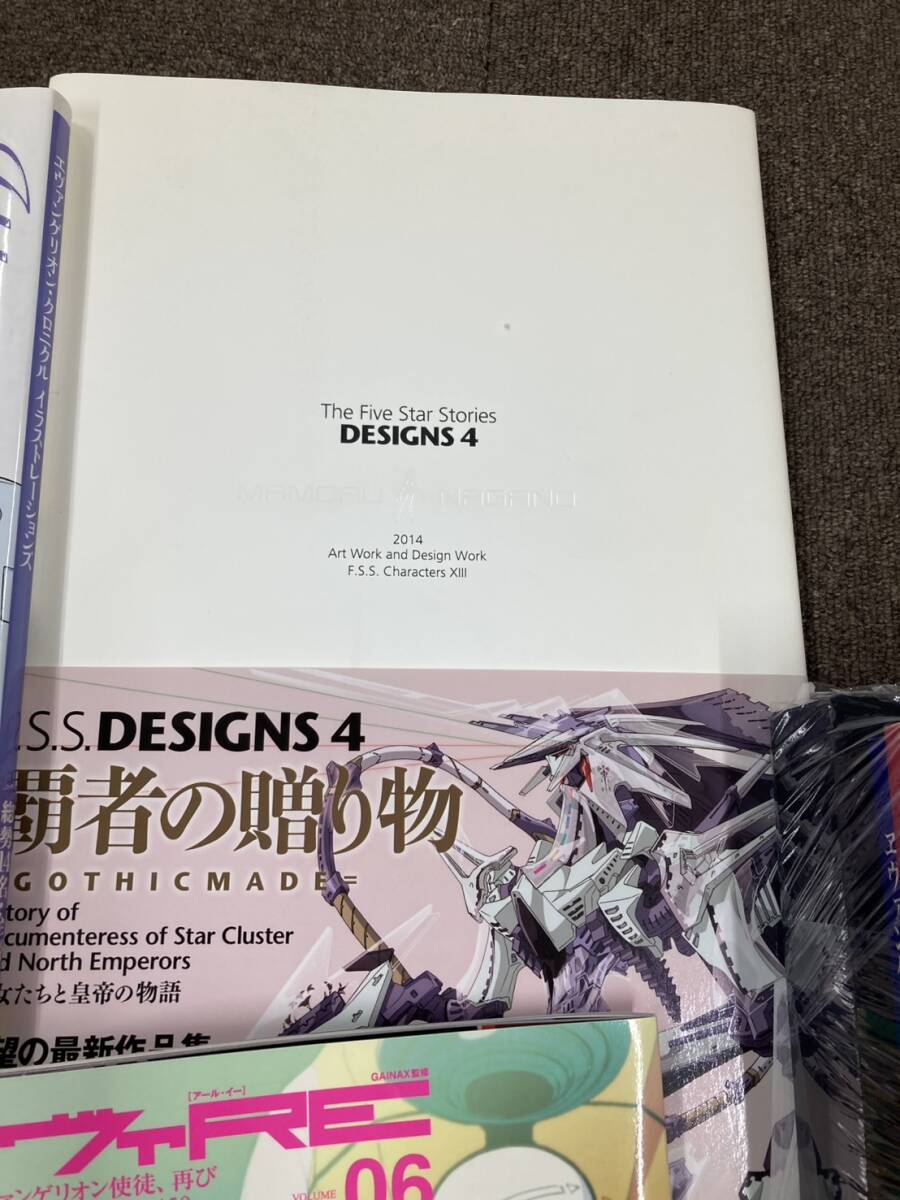 エヴァンゲリオン・クロニクル イラストレーションズ
The Five Star Stories
DESIGNS 4
MAMORU NAGANO
2014
Art Work and Design Work
F.S.S. Characters XIII
.S.S. DESIGNS 4
覇者の贈り物
GOTHICMADE=
tory of
cumenteress of Star Cluster
d North Emperors
女たちと皇帝の物語
望の最新作品集
GAINAX監修
[アール・イー]
ヴァRE
ァンゲリオン使徒、再び
VOLUME 06